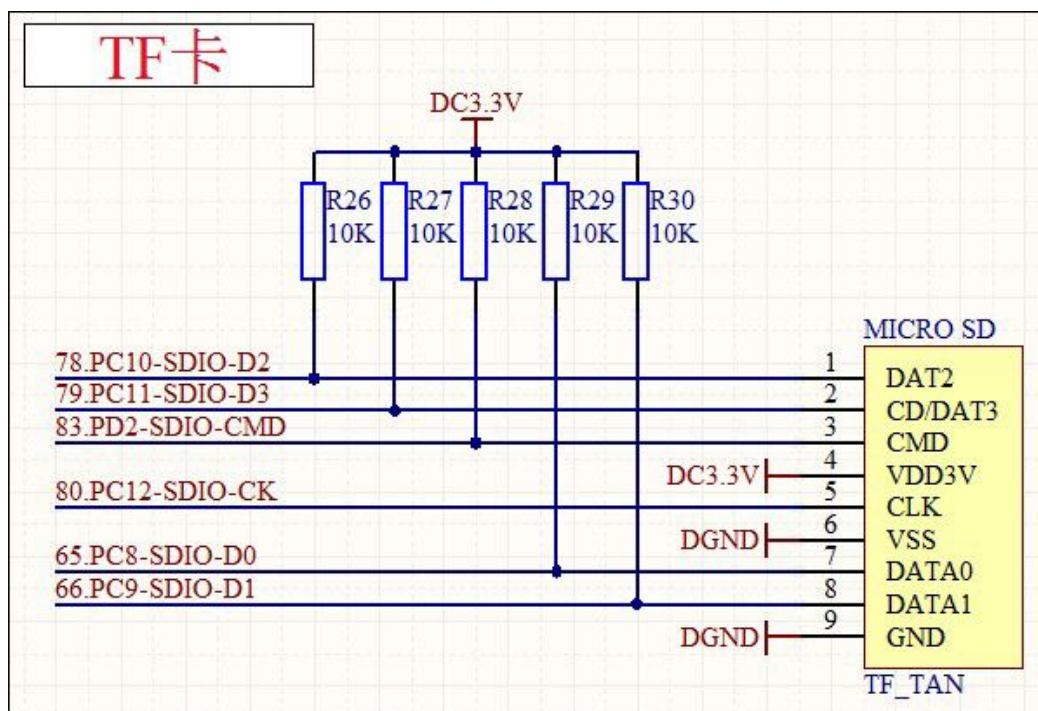 TF卡
DC3.3V
R26 R27 R28 R29 R30
10K 10K 10K 10K 10K
MICRO SD
78.PC10-SDIO-D2 1 DAT2
79.PC11-SDIO-D3 2 CD/DAT3
83.PD2-SDIO-CMD 3 CMD
DC3.3V 4 VDD3V
80.PC12-SDIO-CK 5 CLK
DGND 6 VSS
65.PC8-SDIO-D0 7 DATA0
66.PC9-SDIO-D1 8 DATA1
DGND 9 GND
TF_TAN